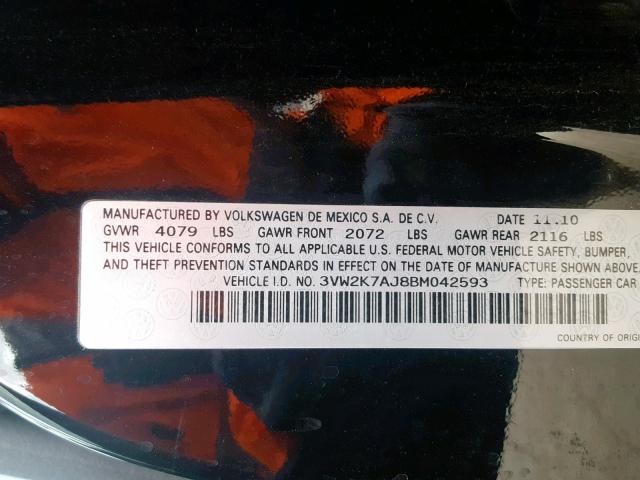 MANUFACTURED BY VOLKSWAGEN DE MEXICO S.A. DE C.V. DATE 11.10
GVWR 4079 LBS GAWR FRONT 2072 LBS GAWR REAR 2116 LBS
THIS VEHICLE CONFORMS TO ALL APPLICABLE U.S. FEDERAL MOTOR VEHICLE SAFETY, BUMPER,
AND THEFT PREVENTION STANDARDS IN EFFECT ON THE DATE OF MANUFACTURE SHOWN ABOVE.
VEHICLE I.D. NO. 3VW2K7AJ8BM042593 TYPE: PASSENGER CAR
COUNTRY OF ORIGI